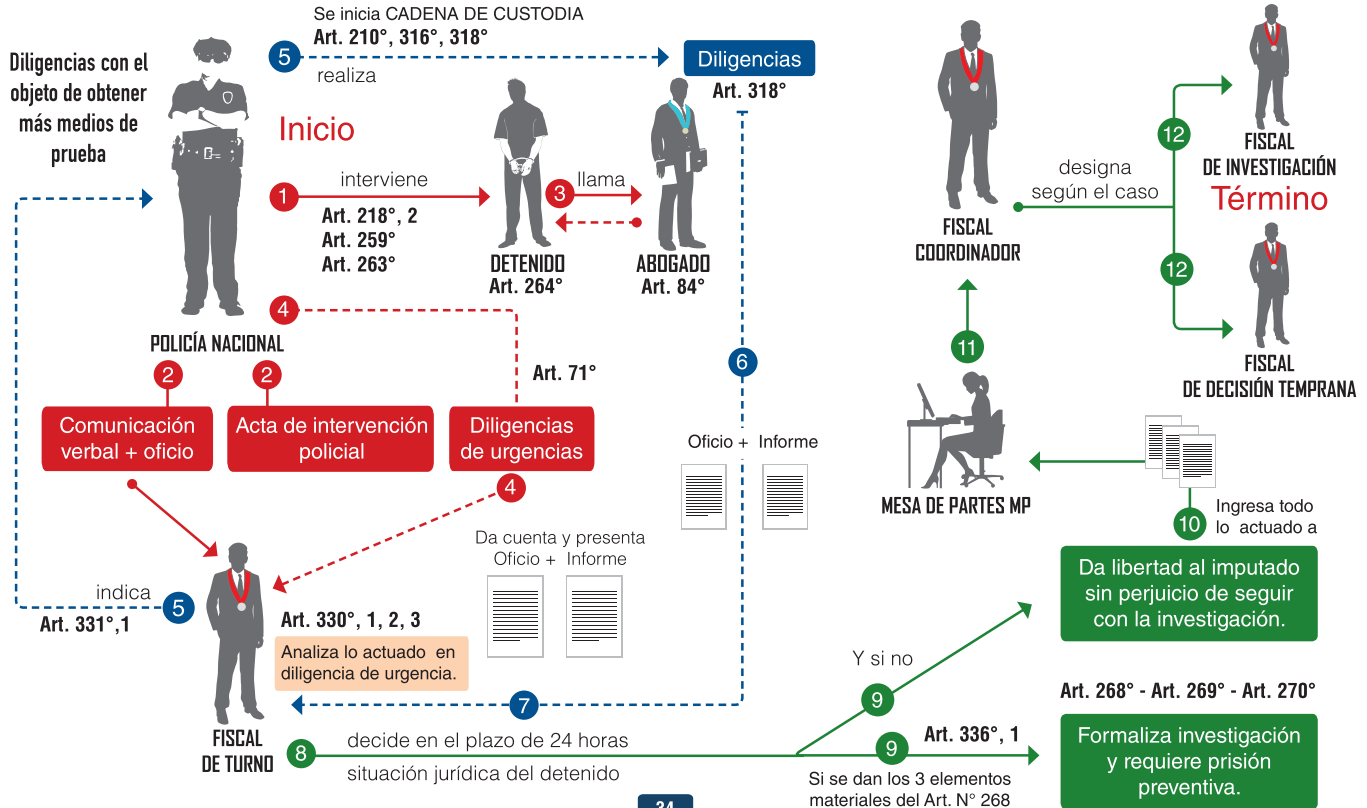 Se inicia CADENA DE CUSTODIA
Art. 210°, 316°, 318°
5
realiza
Diligencias
Art. 318°
Diligencias con el
objeto de obtener
más medios de
prueba
Inicio
1
interviene
Art. 218°, 2
Art. 259°
Art. 263°
3
llama
DETENIDO
Art. 264°
ABOGADO
Art. 84°
4
POLICÍA NACIONAL
2
2
Art. 71°
Comunicación
verbal + oficio
Acta de intervención
policial
Diligencias
de urgencias
4
6
Oficio + Informe
Da cuenta y presenta
Oficio + Informe
indica
5
Art. 331°,1
Art. 330°, 1, 2, 3
Analiza lo actuado en
diligencia de urgencia.
7
FISCAL
DE TURNO
8
decide en el plazo de 24 horas
situación jurídica del detenido
Y si no
9
9
Art. 336°, 1
Si se dan los 3 elementos
materiales del Art. N° 268
Art. 268° - Art. 269° - Art. 270°
Formaliza investigación
y requiere prisión
preventiva.
Da libertad al imputado
sin perjuicio de seguir
con la investigación.
10
Ingresa todo
lo actuado a
MESA DE PARTES MP
11
FISCAL
COORDINADOR
designa
según el caso
12
12
FISCAL
DE INVESTIGACIÓN
Término
FISCAL
DE DECISIÓN TEMPRANA
34